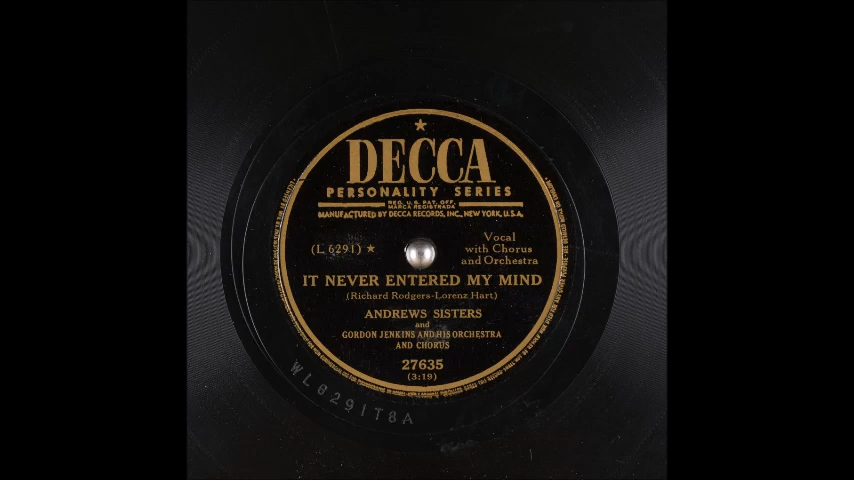 ★
DECCA
PERSONALITY SERIES
REG. U.S. PAT. OFF.
MARCA REGISTRADA
MANUFACTURED BY DECCA RECORDS, INC., NEW YORK, U.S.A.
(L 6291) ★
Vocal
with Chorus
and Orchestra
IT NEVER ENTERED MY MIND
(Richard Rodgers-Lorenz Hart)
ANDREWS SISTERS
and
GORDON JENKINS AND HIS ORCHESTRA
AND CHORUS
27635
(3:19)
WL6291T8A